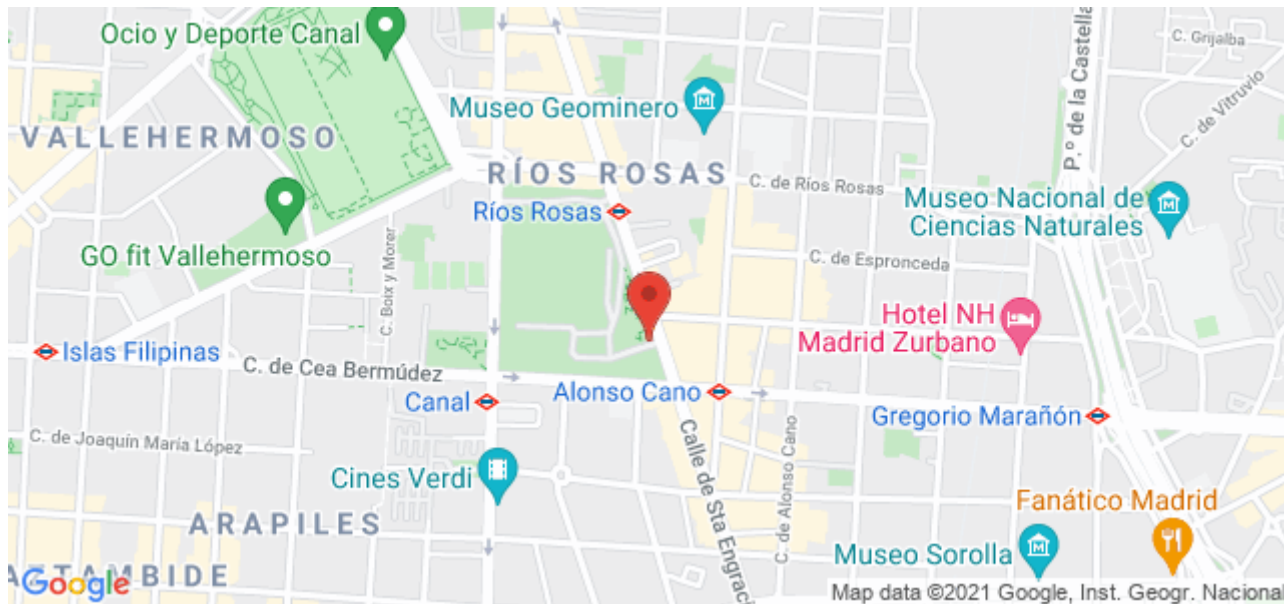 Ocio y Deporte Canal
C. Grijalba
P.º de la Castella
C. de Vitruvio
Museo Geominero
VALLEHERMOSO
RÍOS ROSAS
C. de Ríos Rosas
Museo Nacional de
Ciencias Naturales
Ríos Rosas
GO fit Vallehermoso
C. de Espronceda
C. Boix y Morer
Hotel NH
Madrid Zurbano
Islas Filipinas
C. de Cea Bermúdez
Canal
Alonso Cano
Gregorio Marañón
C. de Joaquín María López
Calle de Sta Engracia
C. de Alonso Cano
Cines Verdi
Fanático Madrid
ARAPILES
Museo Sorolla
TAMBIDE
Google
Map data ©2021 Google, Inst. Geogr. Nacional